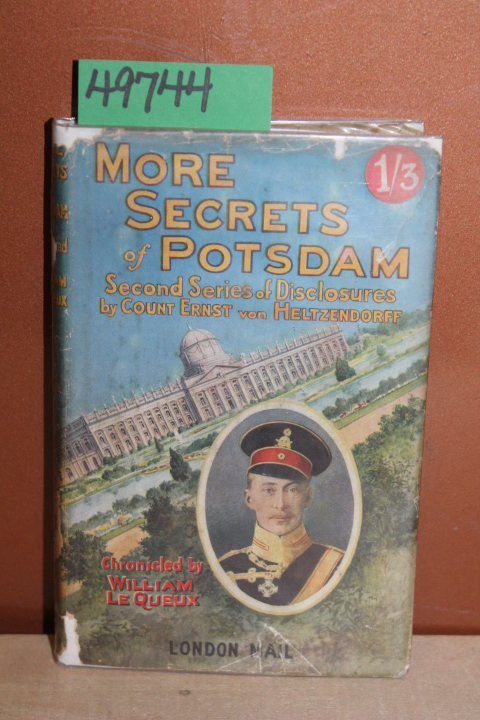 49744
MORE
SECRETS
of POTSDAM
1/3
Second Series of Disclosures
by COUNT ERNST von HELTZENDORFF
Chronicled by
WILLIAM
LE QUEUX
LONDON MAIL